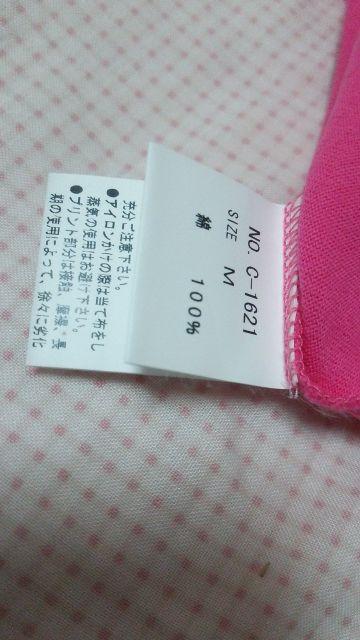 NO. C-1621
SIZE M
綿 100%
充分ご注意下さい。
●アイロンかけの際は当て布をし
蒸気の使用はお避け下さい。
●プリント部分は接触、摩擦、長
期の使用によって、徐々に劣化